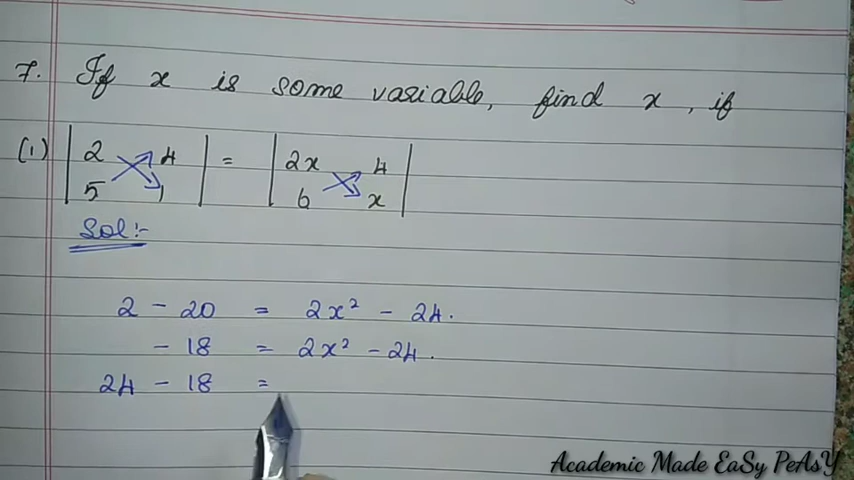 7. If x is some variable, find x, if
(1) | 2 4 | = | 2x 4 |
| 5 1 | | 6 x |
Sol:-
2 - 20 = 2x² - 24.
- 18 = 2x² - 24.
24 - 18 =
Academic Made EaSy PeAsY